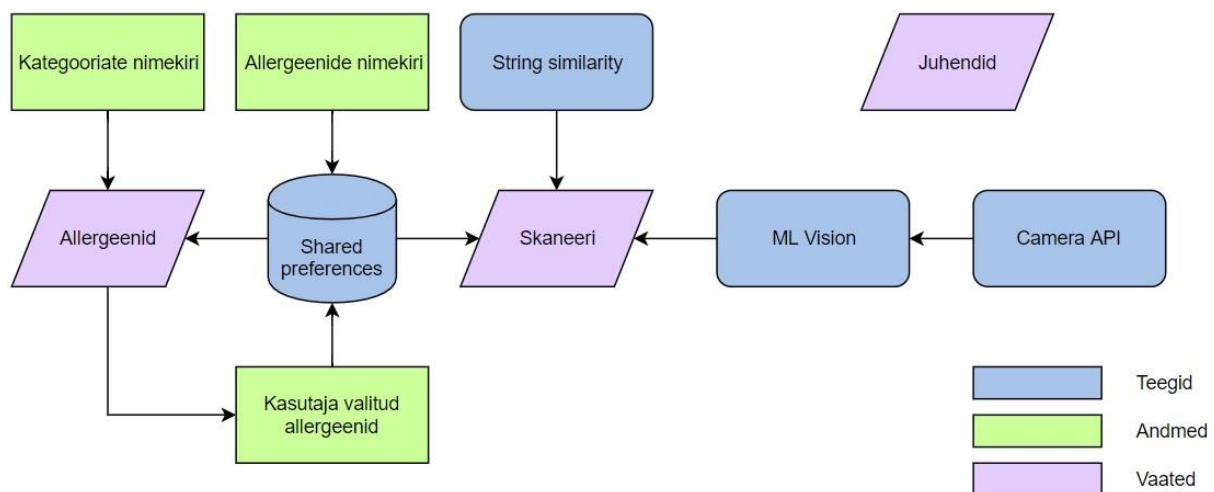 Kategooriate nimekiri
Allergeenide nimekiri
String similarity
Juhendid
Allergeenid
Shared
preferences
Skaneeri
ML Vision
Camera API
Kasutaja valitud
allergeenid
Teegid
Andmed
Vaated